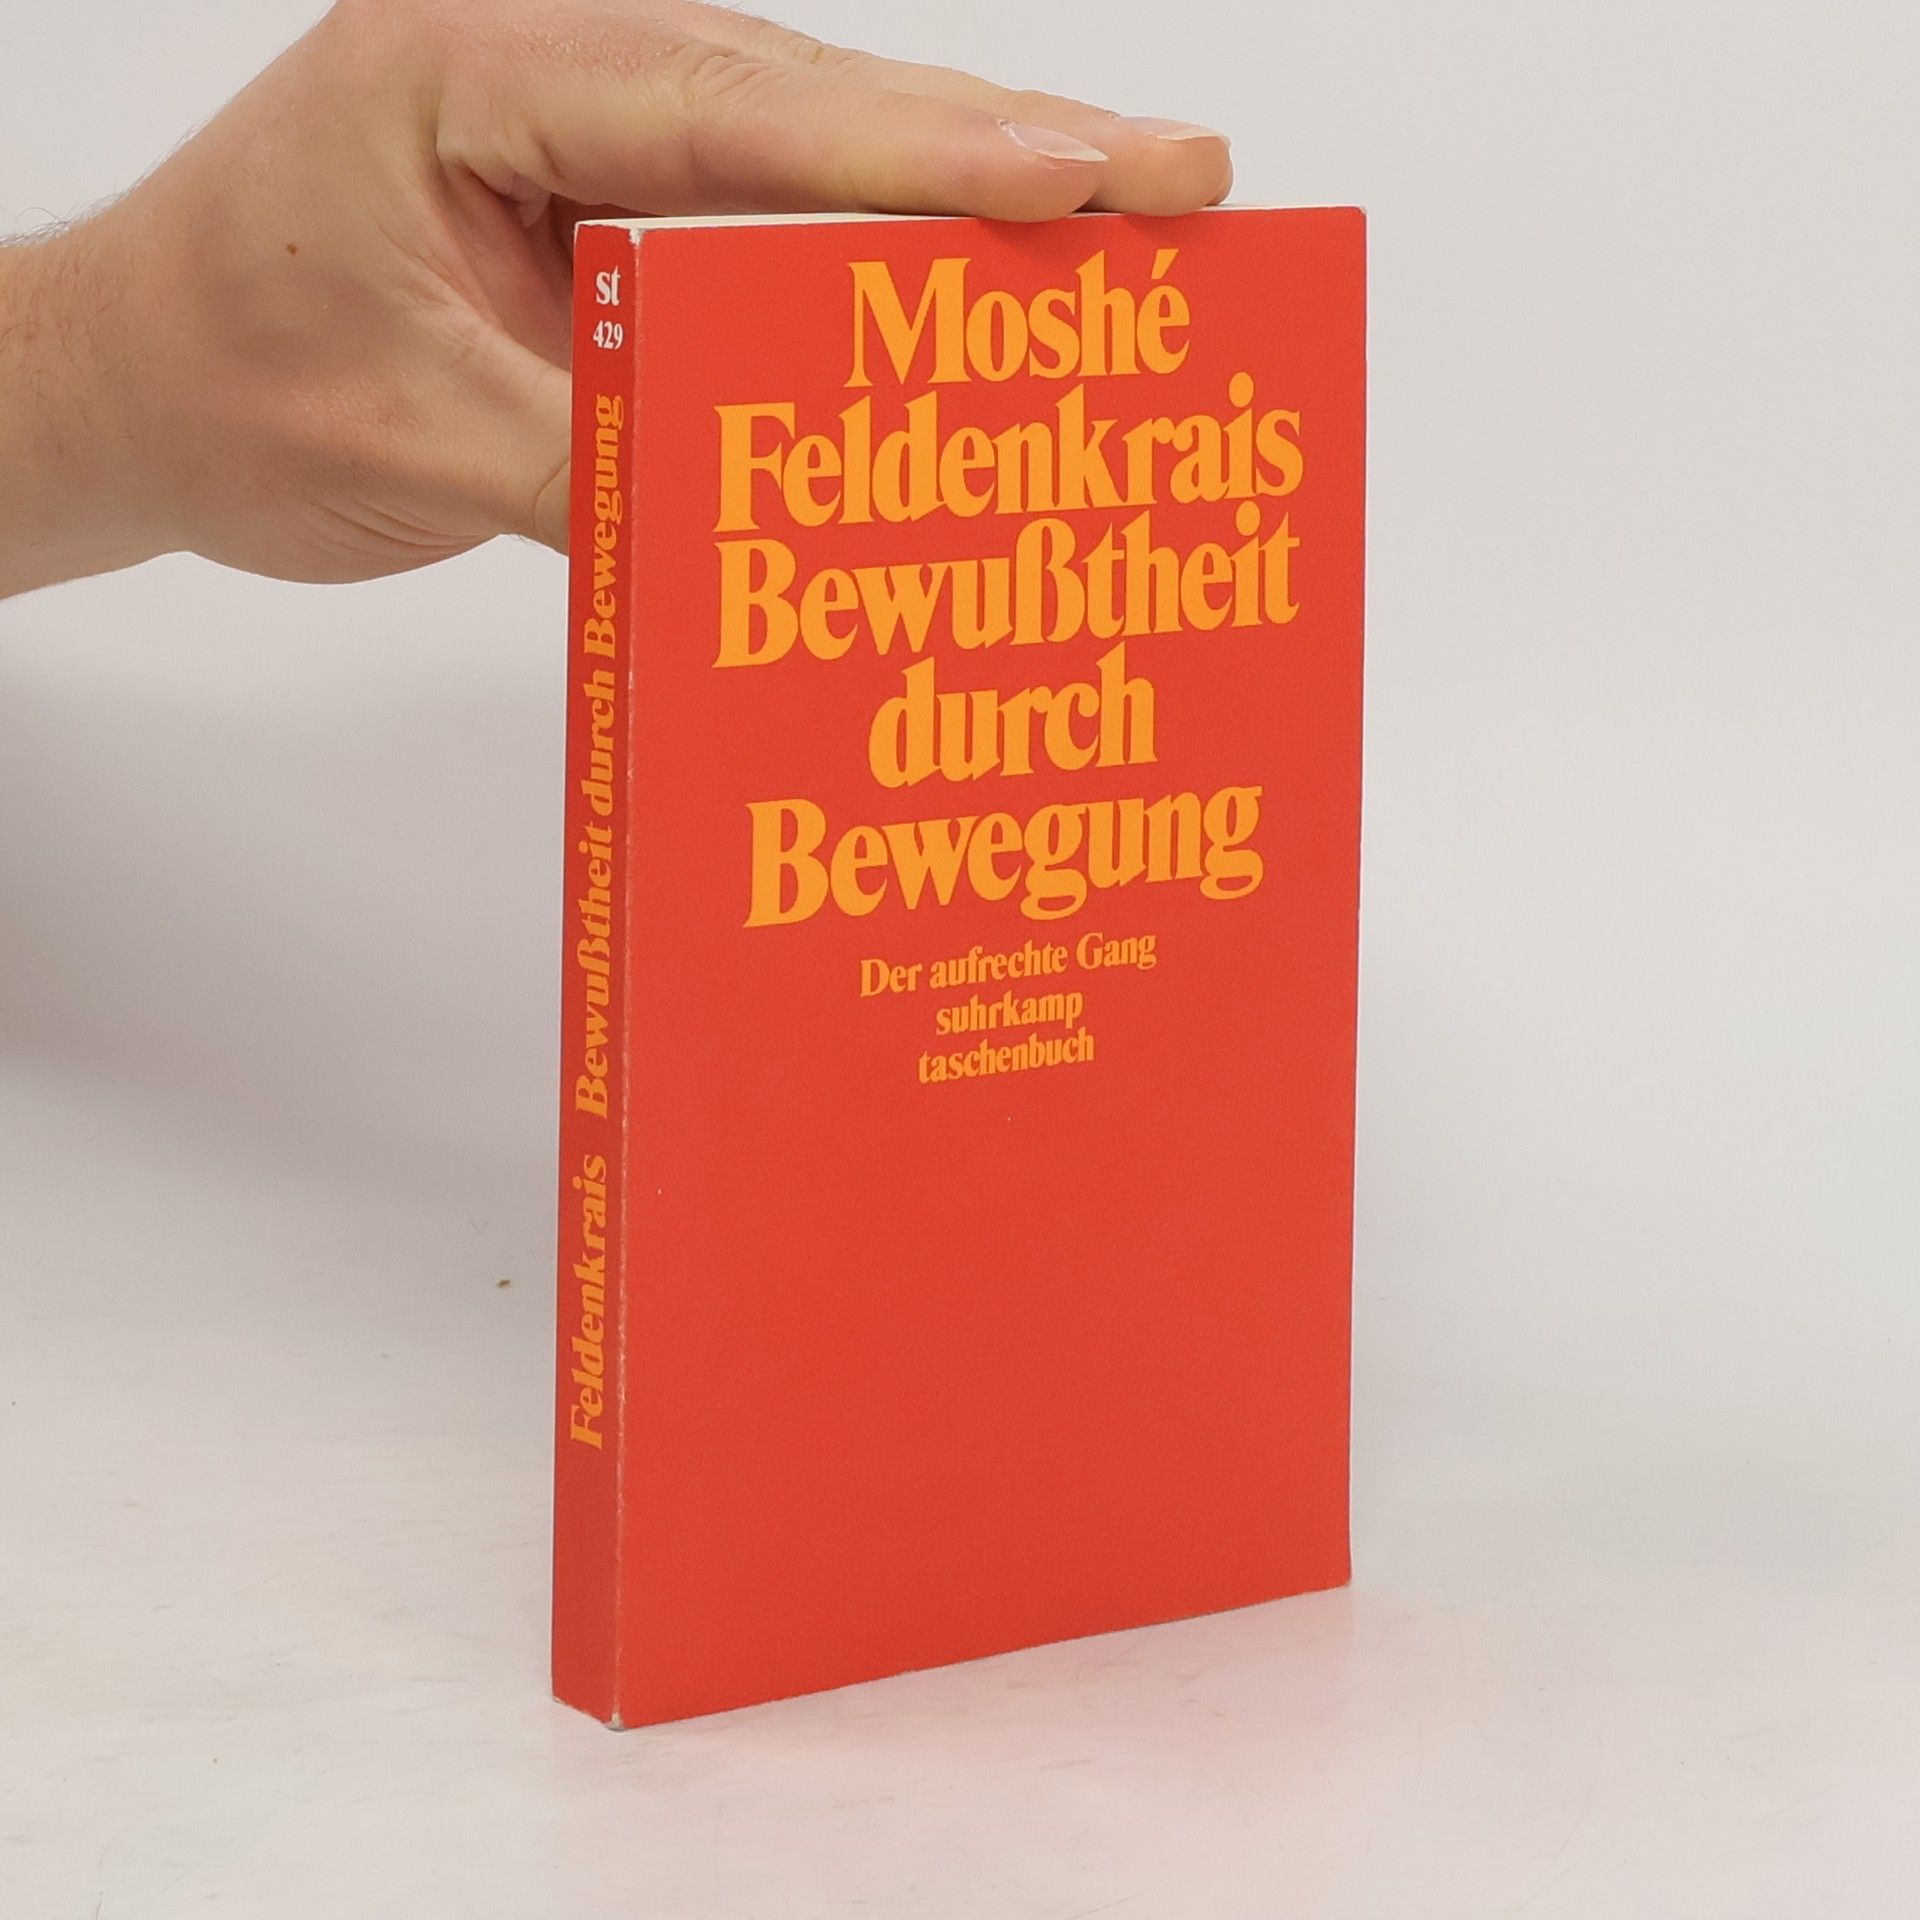 st
429
Feldenkrais Bewußtheit durch Bewegung
Moshé
Feldenkrais
Bewußtheit
durch
Bewegung
Der aufrechte Gang
suhrkamp
taschenbuch